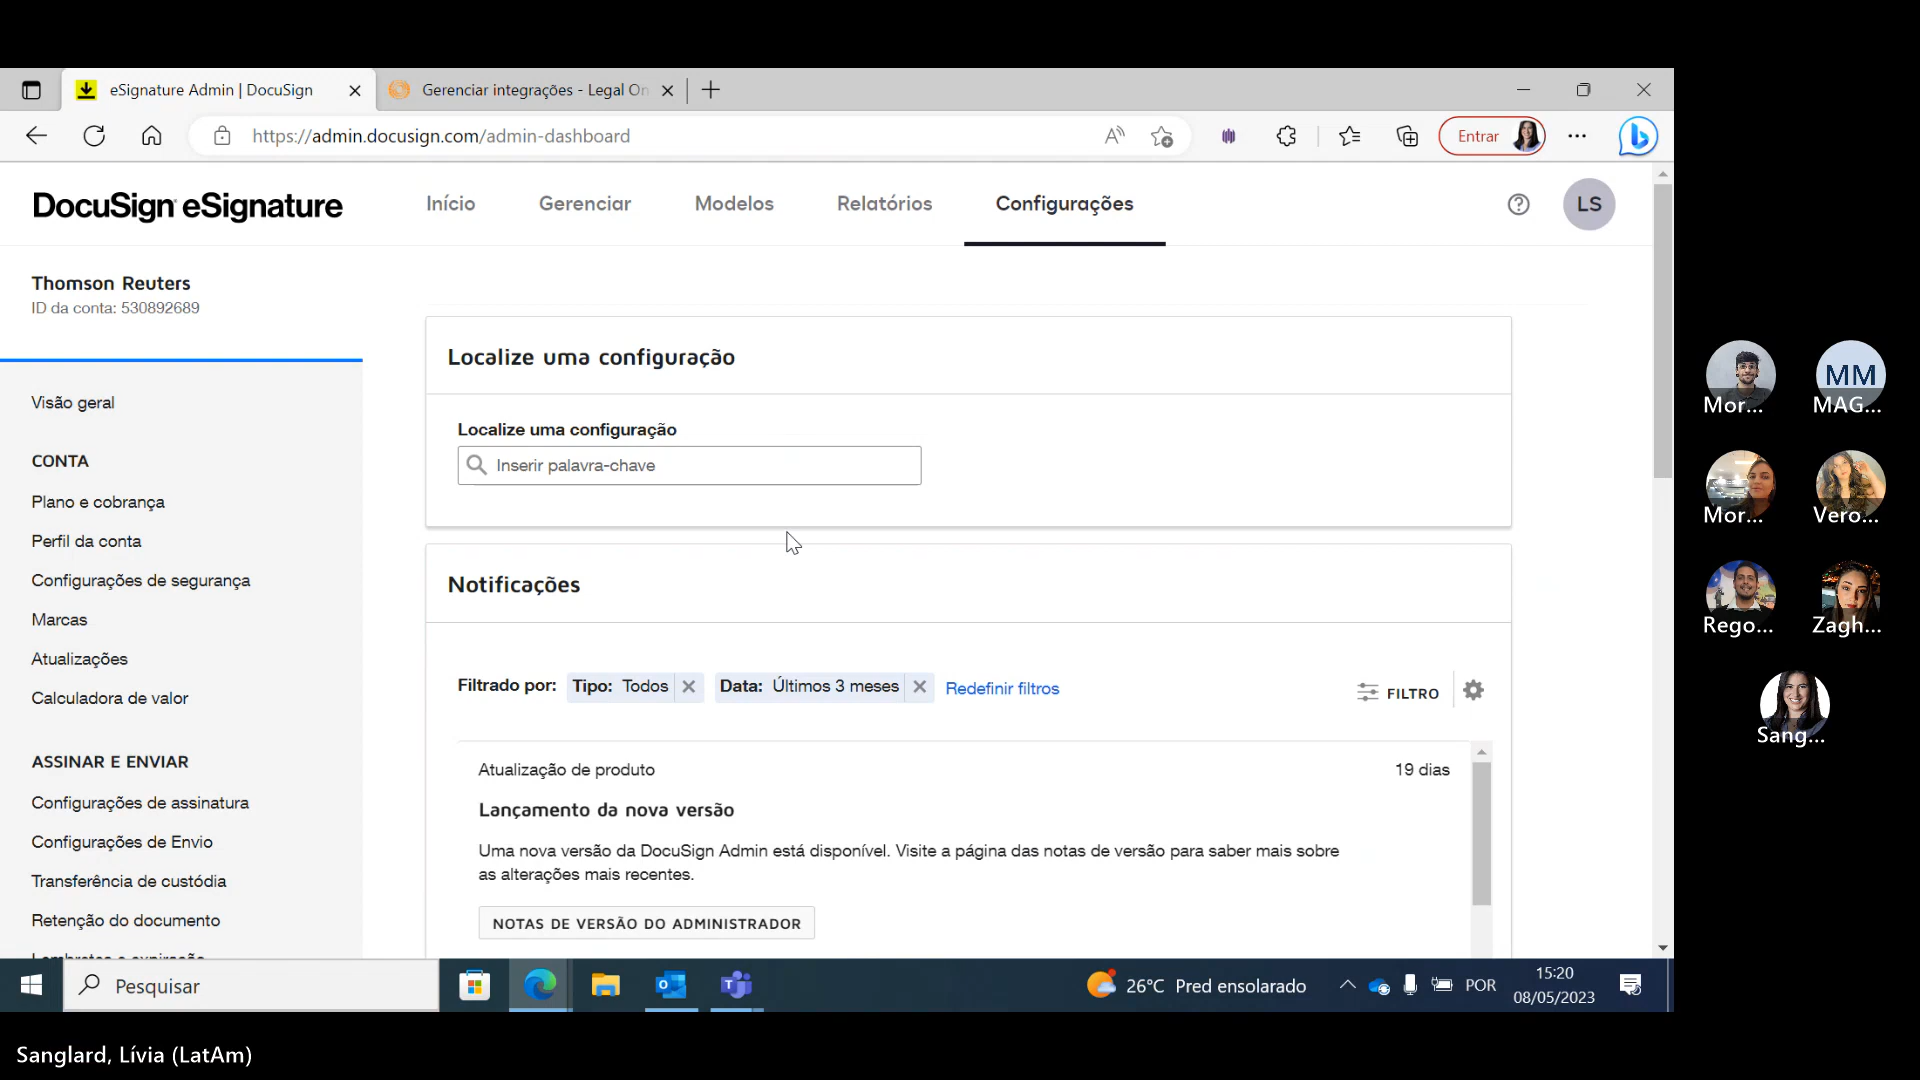 eSignature Admin | DocuSign
Gerenciar integrações - Legal On
https://admin.docusign.com/admin-dashboard
Entrar
DocuSign eSignature
Início
Gerenciar
Modelos
Relatórios
Configurações
LS
Thomson Reuters
ID da conta: 530892689
Visão geral
CONTA
Plano e cobrança
Perfil da conta
Configurações de segurança
Marcas
Atualizações
Calculadora de valor
ASSINAR E ENVIAR
Configurações de assinatura
Configurações de Envio
Transferência de custódia
Retenção do documento
Localize uma configuração
Localize uma configuração
Inserir palavra-chave
Notificações
Filtrado por: Tipo: Todos Data: Últimos 3 meses Redefinir filtros
FILTRO
Atualização de produto
19 dias
Lançamento da nova versão
Uma nova versão da DocuSign Admin está disponível. Visite a página das notas de versão para saber mais sobre
as alterações mais recentes.
NOTAS DE VERSÃO DO ADMINISTRADOR
Mor...
MM
MAG...
Mor...
Vero...
Rego...
Zagh...
Sang...
Pesquisar
26°C Pred ensolarado
POR
15:20
08/05/2023
Sanglard, Lívia (LatAm)